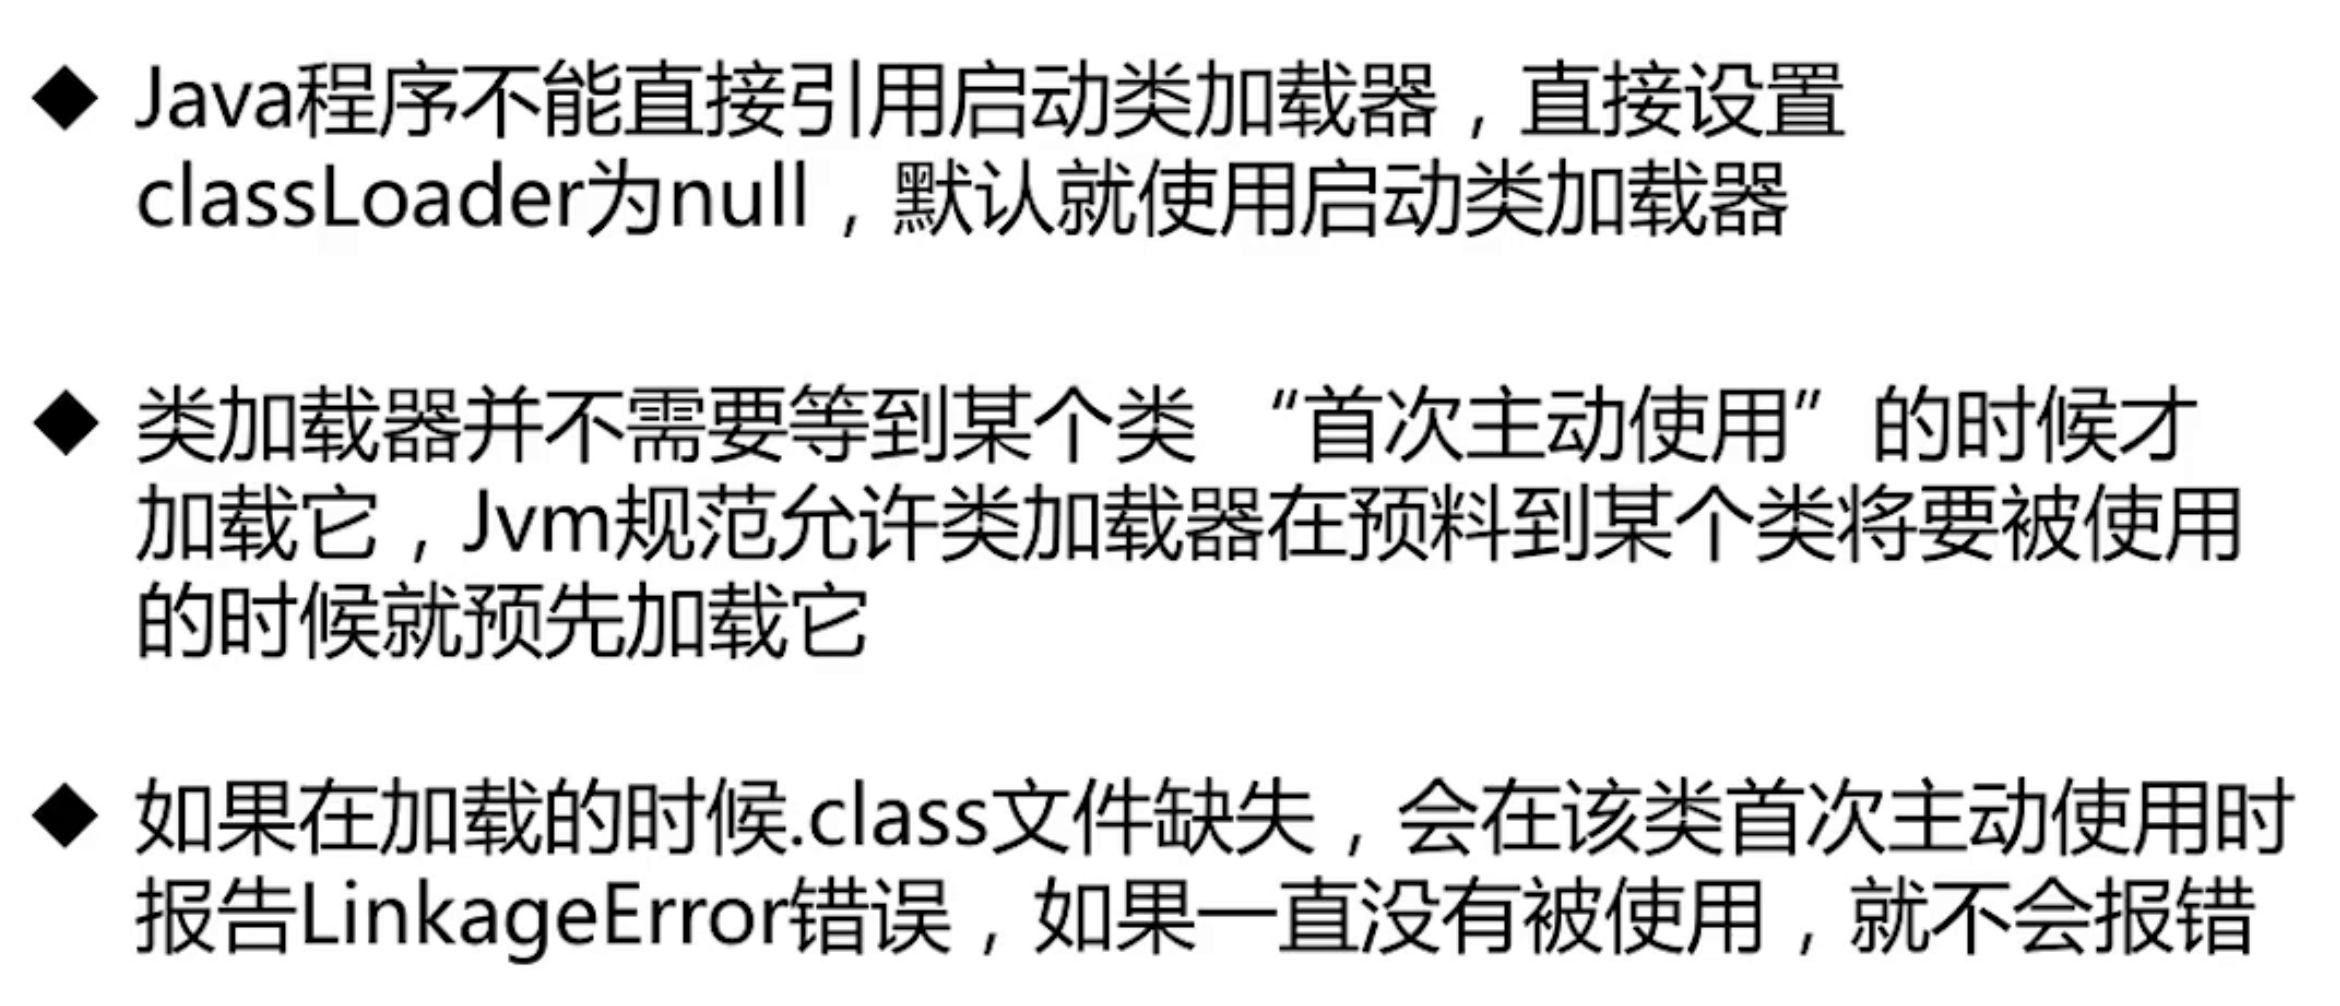 ◆ Java程序不能直接引用启动类加载器，直接设置
classLoader为null，默认就使用启动类加载器
◆ 类加载器并不需要等到某个类 “首次主动使用” 的时候才
加载它，Jvm规范允许类加载器在预料到某个类将要被使用
的时候就预先加载它
◆ 如果在加载的时候.class文件缺失，会在该类首次主动使用时
报告LinkageError错误，如果一直没有被使用，就不会报错